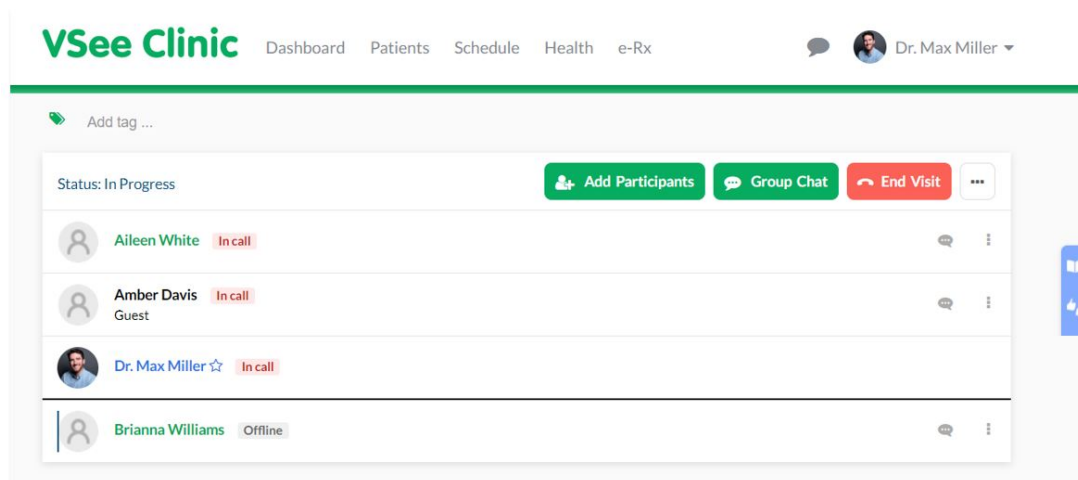 VSee Clinic Dashboard Patients Schedule Health e-Rx Dr. Max Miller
Add tag ...
Status: In Progress Add Participants Group Chat End Visit
Aileen White In call
Amber Davis In call
Guest
Dr. Max Miller In call
Brianna Williams Offline